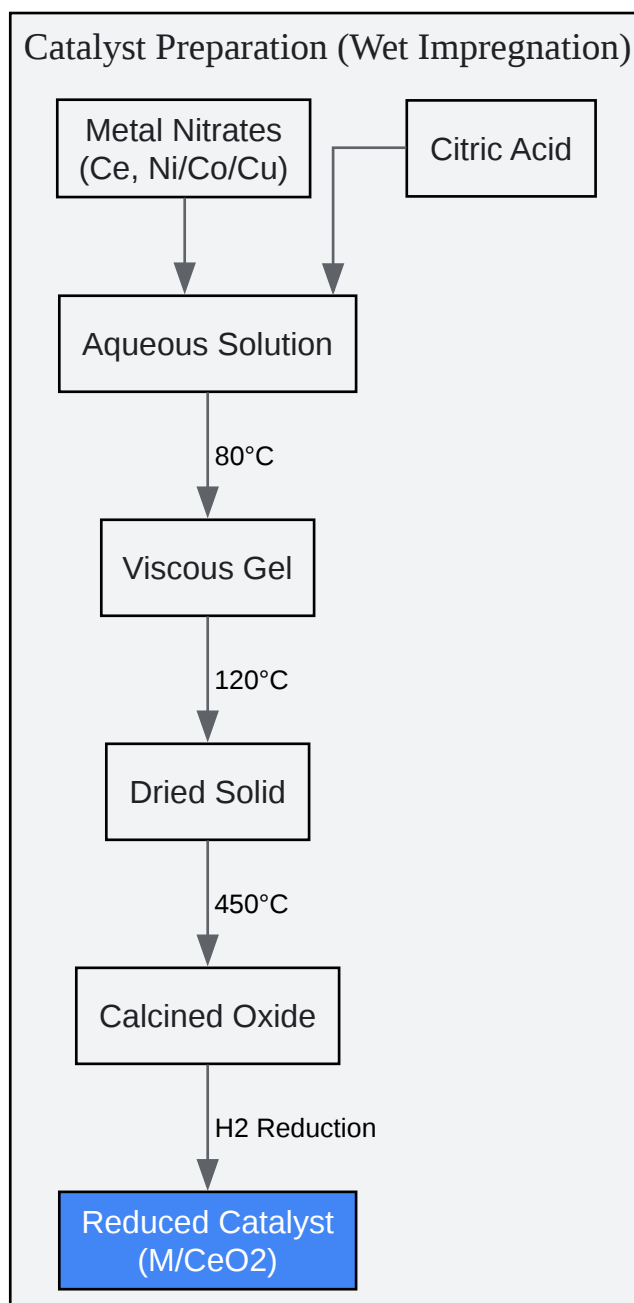 Catalyst Preparation (Wet Impregnation)
Metal Nitrates
(Ce, Ni/Co/Cu)
Citric Acid
Aqueous Solution
80°C
Viscous Gel
120°C
Dried Solid
450°C
Calcined Oxide
H2 Reduction
Reduced Catalyst
(M/CeO2)